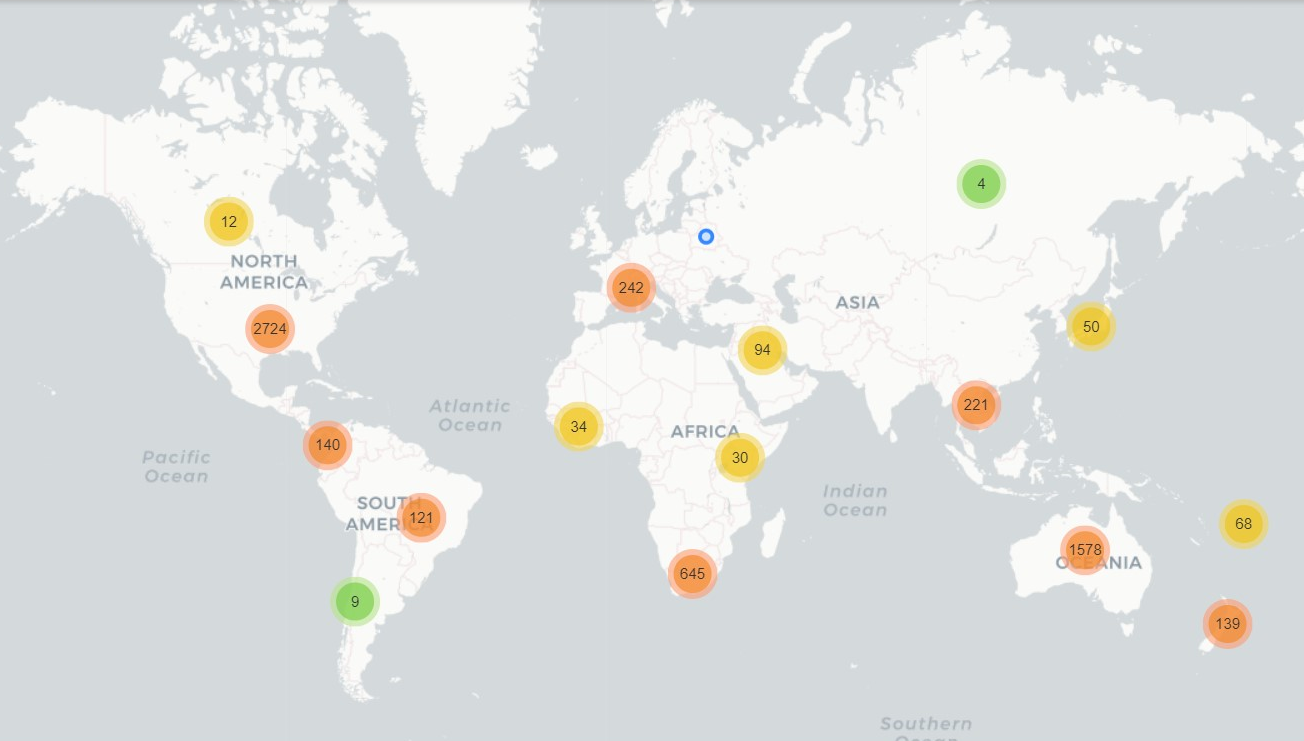 4
12
NORTH
AMERICA
242
ASIA
2724
50
94
Atlantic
Ocean
221
34
AFRICA
140
30
Pacific
Ocean
Indian
Ocean
SOUTH
AMERICA
121
68
1578
OCEANIA
645
9
139
Southern
Ocean